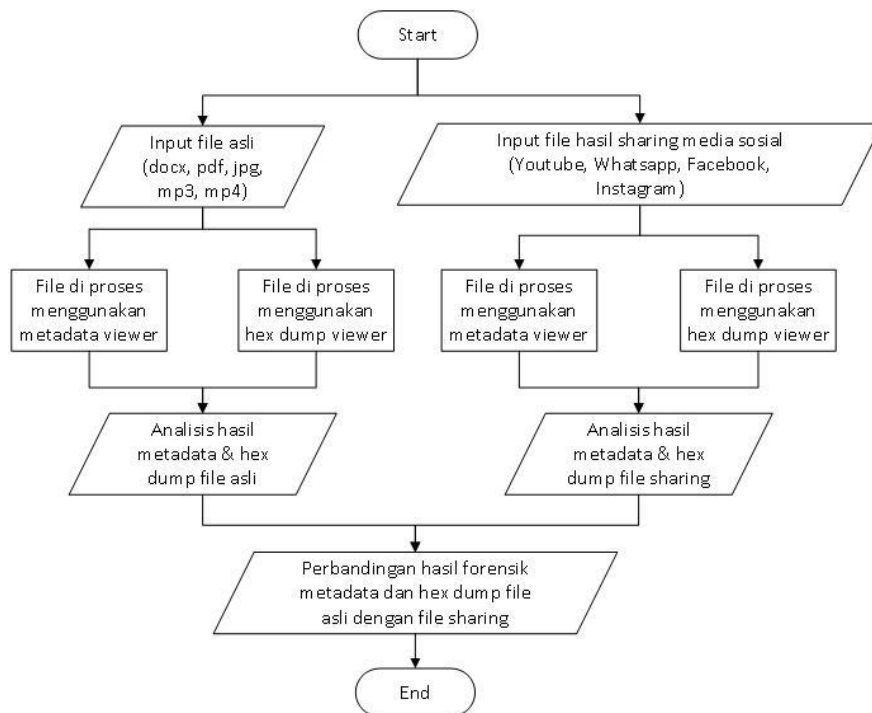 Start
Input file asli
(docx, pdf, jpg,
mp3, mp4)
Input file hasil sharing media sosial
(Youtube, Whatsapp, Facebook,
Instagram)
File di proses
menggunakan
metadata viewer
File di proses
menggunakan
hex dump viewer
File di proses
menggunakan
metadata viewer
File di proses
menggunakan
hex dump viewer
Analisis hasil
metadata & hex
dump file asli
Analisis hasil
metadata & hex
dump file sharing
Perbandingan hasil forensik
metadata dan hex dump file
asli dengan file sharing
End